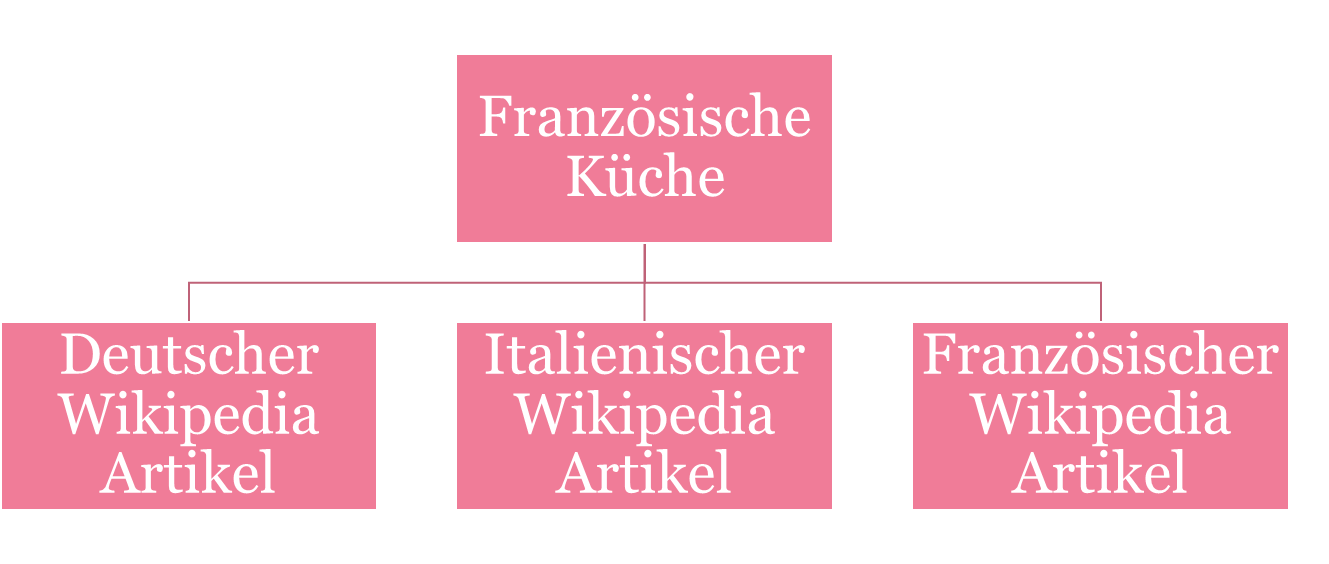 Französische
Küche
Deutscher
Wikipedia
Artikel
Italienischer
Wikipedia
Artikel
Französischer
Wikipedia
Artikel